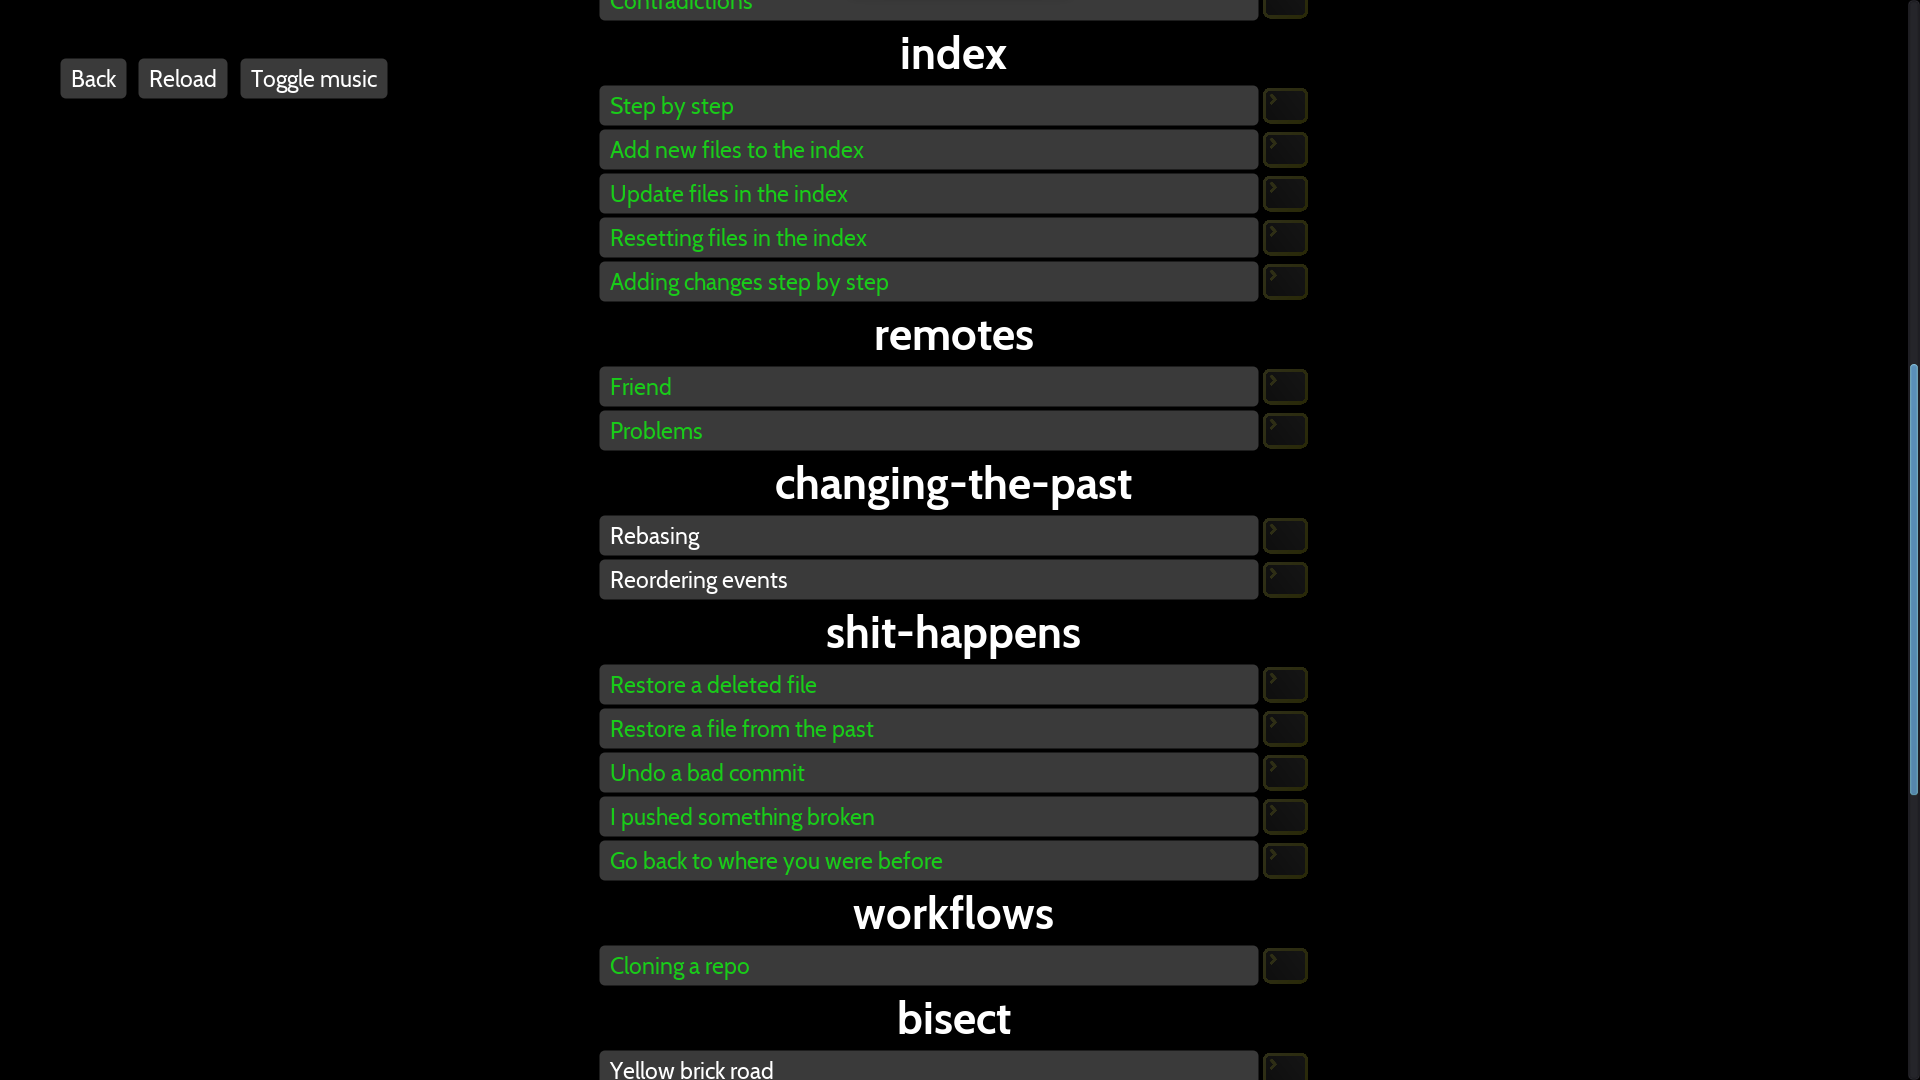 Contradictions
index
Back
Reload
Toggle music
Step by step
Add new files to the index
Update files in the index
Resetting files in the index
Adding changes step by step
remotes
Friend
Problems
changing-the-past
Rebasing
Reordering events
shit-happens
Restore a deleted file
Restore a file from the past
Undo a bad commit
I pushed something broken
Go back to where you were before
workflows
Cloning a repo
bisect
Yellow brick road